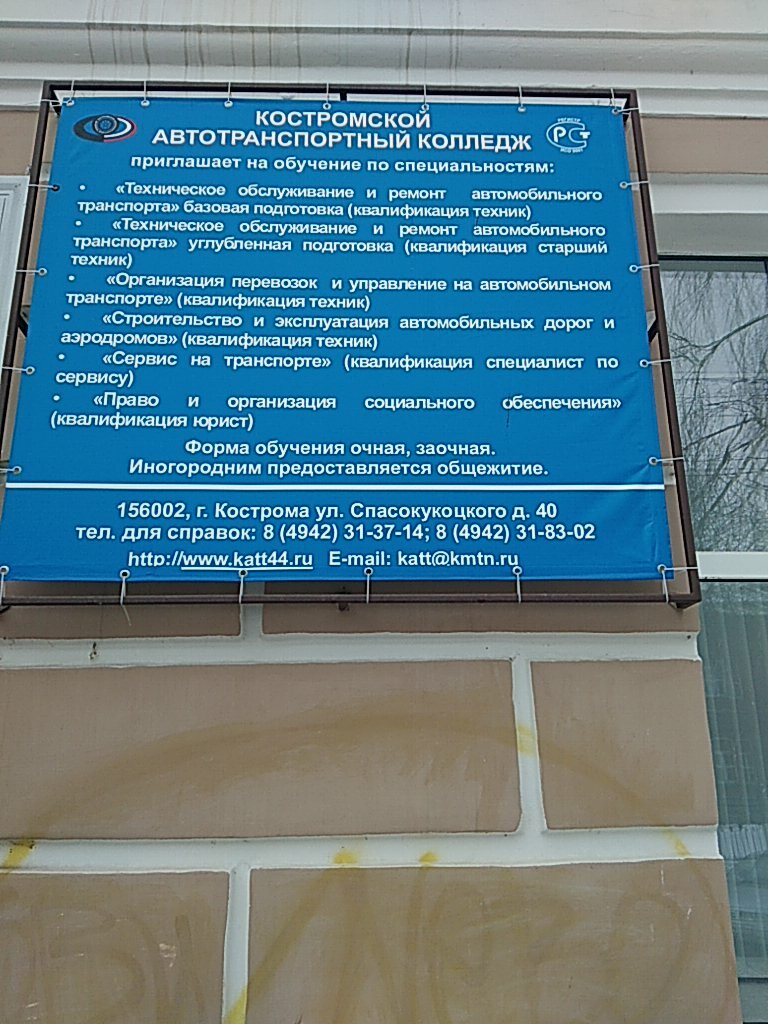 КОСТРОМСКОЙ
АВТОТРАНСПОРТНЫЙ КОЛЛЕДЖ
РЕГИСТР
РСТ
ИСО 9001
приглашает на обучение по специальностям:
• «Техническое обслуживание и ремонт автомобильного
транспорта» базовая подготовка (квалификация техник)
• «Техническое обслуживание и ремонт автомобильного
транспорта» углубленная подготовка (квалификация старший
техник)
• «Организация перевозок и управление на автомобильном
транспорте» (квалификация техник)
• «Строительство и эксплуатация автомобильных дорог и
аэродромов» (квалификация техник)
• «Сервис на транспорте» (квалификация специалист по
сервису)
• «Право и организация социального обеспечения»
(квалификация юрист)
Форма обучения очная, заочная.
Иногородним предоставляется общежитие.
156002, г. Кострома ул. Спасокукоцкого д. 40
тел. для справок: 8 (4942) 31-37-14; 8 (4942) 31-83-02
http://www.katt44.ru E-mail: katt@kmtn.ru